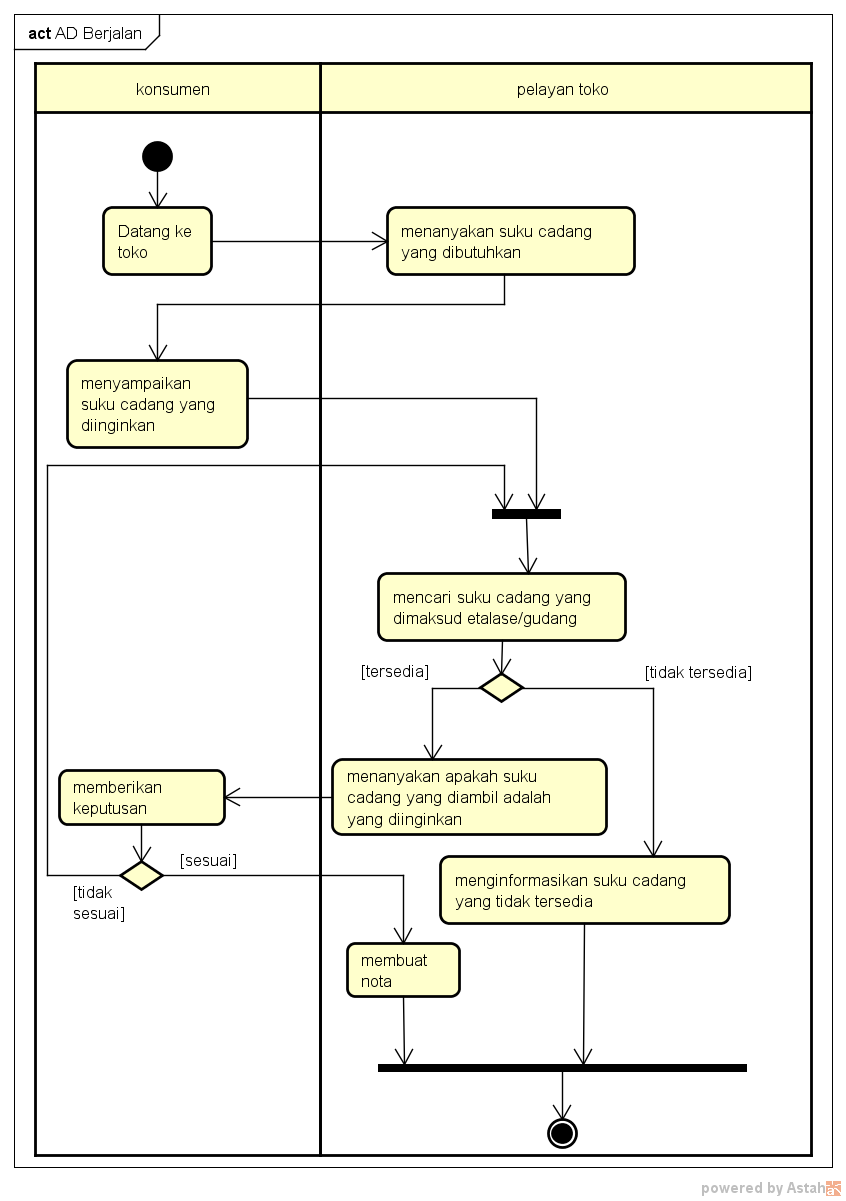 act AD Berjalan
konsumen
pelayan toko
Datang ke
toko
menanyakan suku cadang
yang dibutuhkan
menyampaikan
suku cadang yang
diinginkan
mencari suku cadang yang
dimaksud etalase/gudang
[tersedia]
[tidak tersedia]
menanyakan apakah suku
cadang yang diambil adalah
yang diinginkan
memberikan
keputusan
[sesuai]
[tidak
sesuai]
menginformasikan suku cadang
yang tidak tersedia
membuat
nota
powered by Astah